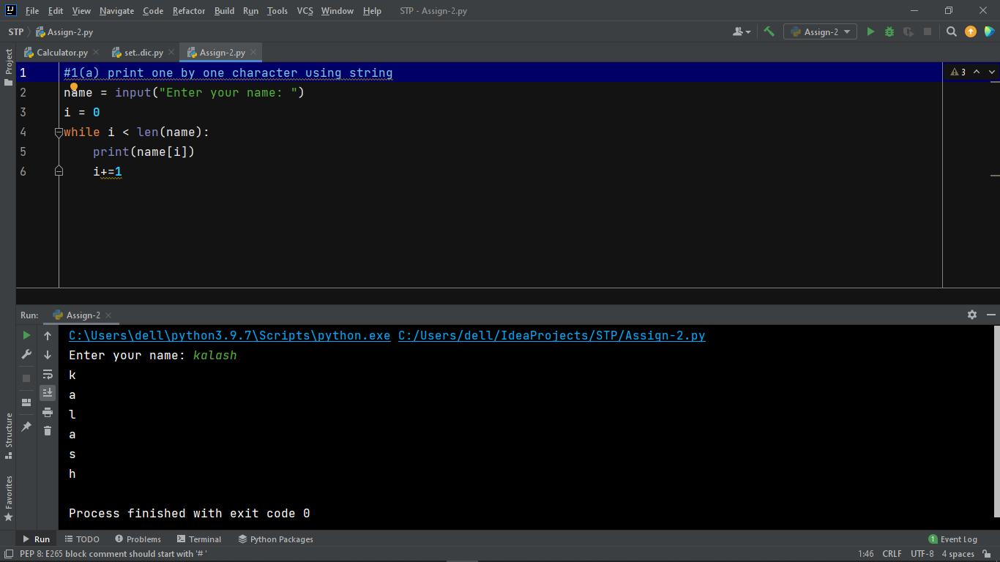 File Edit View Navigate Code Refactor Build Run Tools VCS Window Help STP - Assign-2.py
STP Assign-2.py Assign-2
Project
Calculator.py set..dic.py Assign-2.py
1 #1(a) print one by one character using string
3
2 name = input("Enter your name: ")
3 i = 0
4 while i < len(name):
5 print(name[i])
6 i+=1
Run: Assign-2
C:\Users\dell\python3.9.7\Scripts\python.exe C:/Users/dell/IdeaProjects/STP/Assign-2.py
Enter your name: kalash
k
a
l
a
s
h
Process finished with exit code 0
Structure
Favorites
Run TODO Problems Terminal Python Packages 1 Event Log
PEP 8: E265 block comment should start with '# ' 1:46 CRLF UTF-8 4 spaces